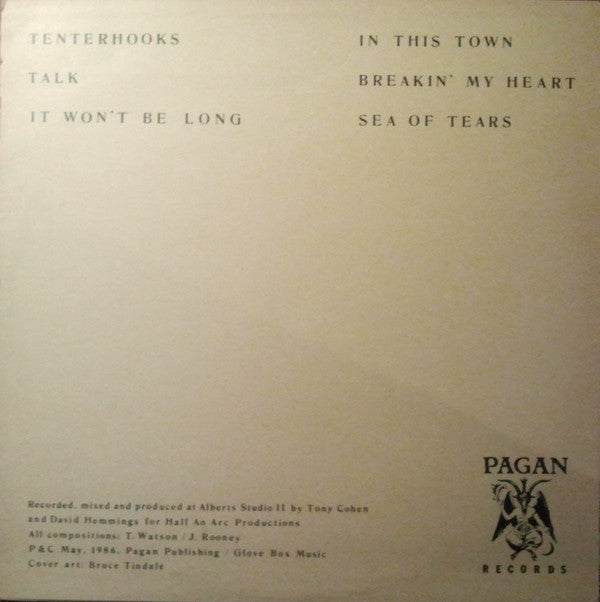 TENTERHOOKS
TALK
IT WON'T BE LONG
IN THIS TOWN
BREAKIN' MY HEART
SEA OF TEARS
Recorded, mixed and produced at Alberts Studio II by Tony Cohen
and David Hemmings for Half An Arc Productions
All compositions: T. Watson / J. Rooney
P & C May, 1986. Pagan Publishing / Glove Box Music
Cover art: Bruce Tindale
PAGAN
RECORDS